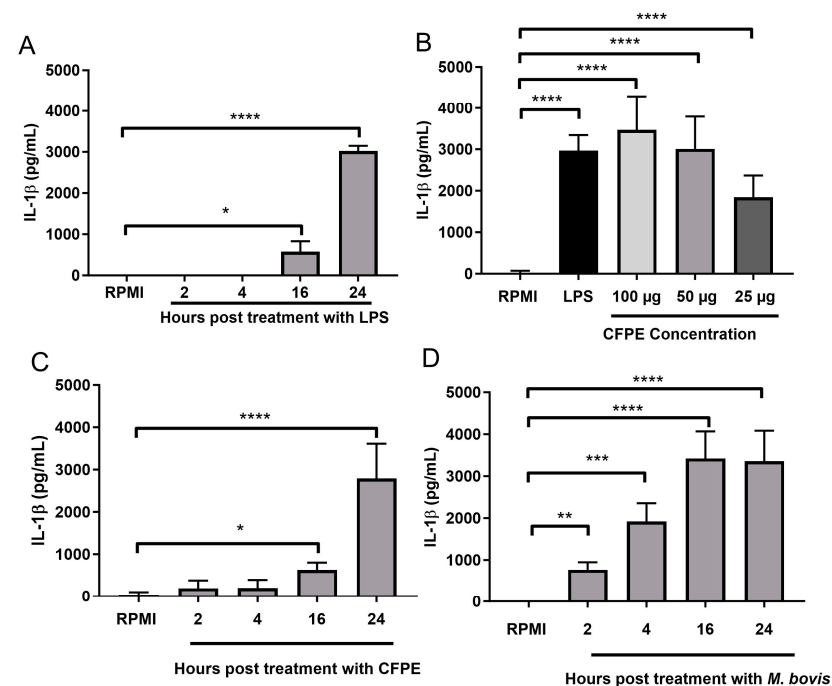 A
IL-1β (pg/mL)
5000
4000
3000
2000
1000
0
****
*
RPMI 2 4 16 24
Hours post treatment with LPS
B
IL-1β (pg/mL)
5000
4000
3000
2000
1000
0
****
****
****
****
RPMI LPS 100 µg 50 µg 25 µg
CFPE Concentration
C
IL-1β (pg/mL)
5000
4000
3000
2000
1000
0
****
*
RPMI 2 4 16 24
Hours post treatment with CFPE
D
IL-1β (pg/mL)
5000
4000
3000
2000
1000
0
****
****
***
**
RPMI 2 4 16 24
Hours post treatment with M. bovis